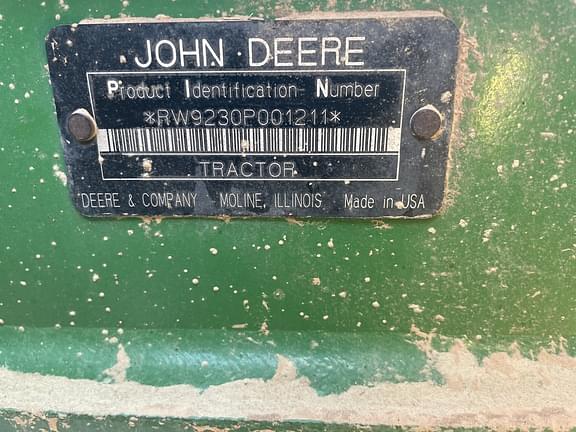 JOHN DEERE
Product Identification Number
*RW9230P001211*
TRACTOR
DEERE & COMPANY MOLINE, ILLINOIS Made in USA